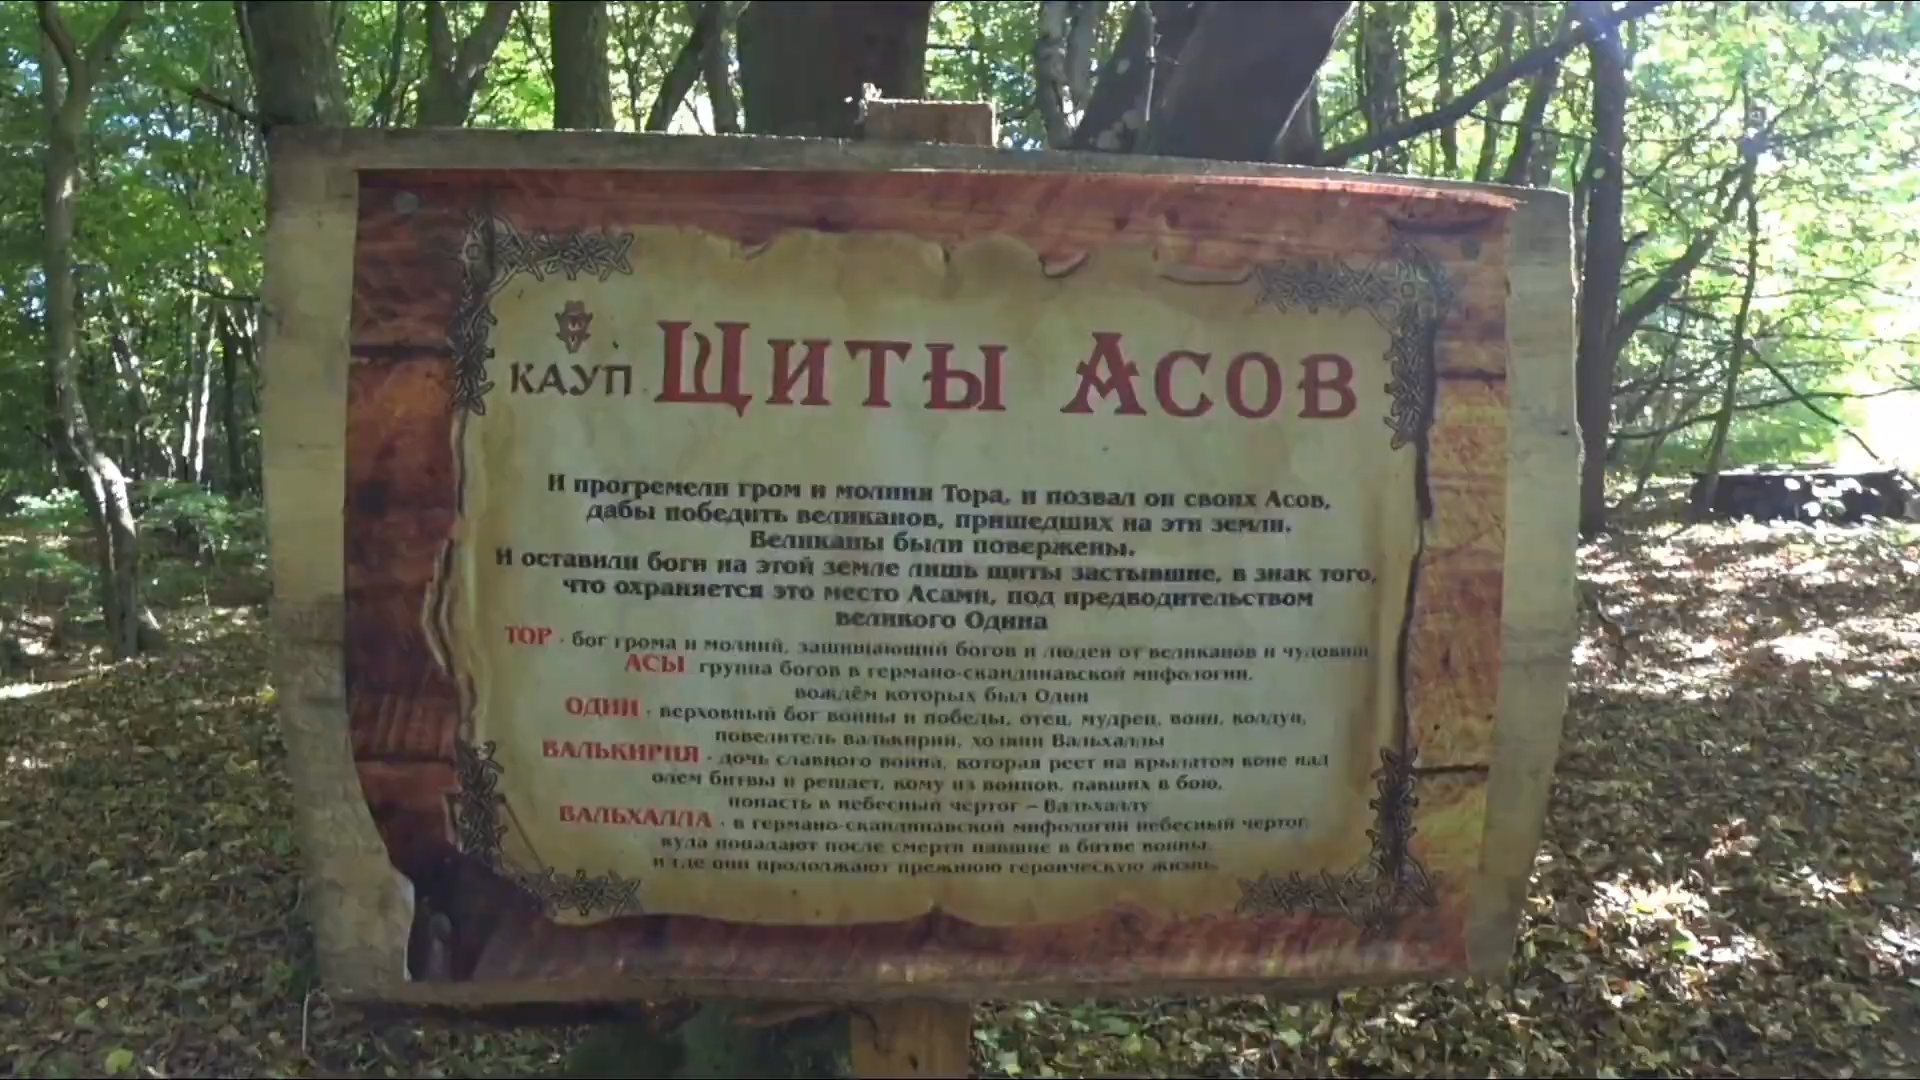 КАУП
Щиты Асов
И прогремели гром и молнии Тора, и позвал он своих Асов,
дабы победить великанов, пришедших на эти земли.
Великаны были повержены.
И оставили боги на этой земле лишь щиты застывшие, в знак того,
что охраняется это место Асами, под предводительством
великого Одина
ТОР - бог грома и молний, защищающий богов и людей от великанов и чудовищ
АСЫ группа богов в германо-скандинавской мифологии,
вождём которых был Один
ОДИН - верховный бог войны и победы, отец, мудрец, воин, колдун,
повелитель валькирий, хозяин Вальхаллы
ВАЛЬКИРИЯ - дочь славного воина, которая реет на крылатом коне над
олем битвы и решает, кому из воинов, павших в бою,
попасть в небесный чертог – Вальхаллу
ВАЛЬХАЛЛА - в германо-скандинавской мифологии небесный чертог,
куда попадают после смерти павшие в битве воины,
и где они продолжают прежнюю героическую жизнь.